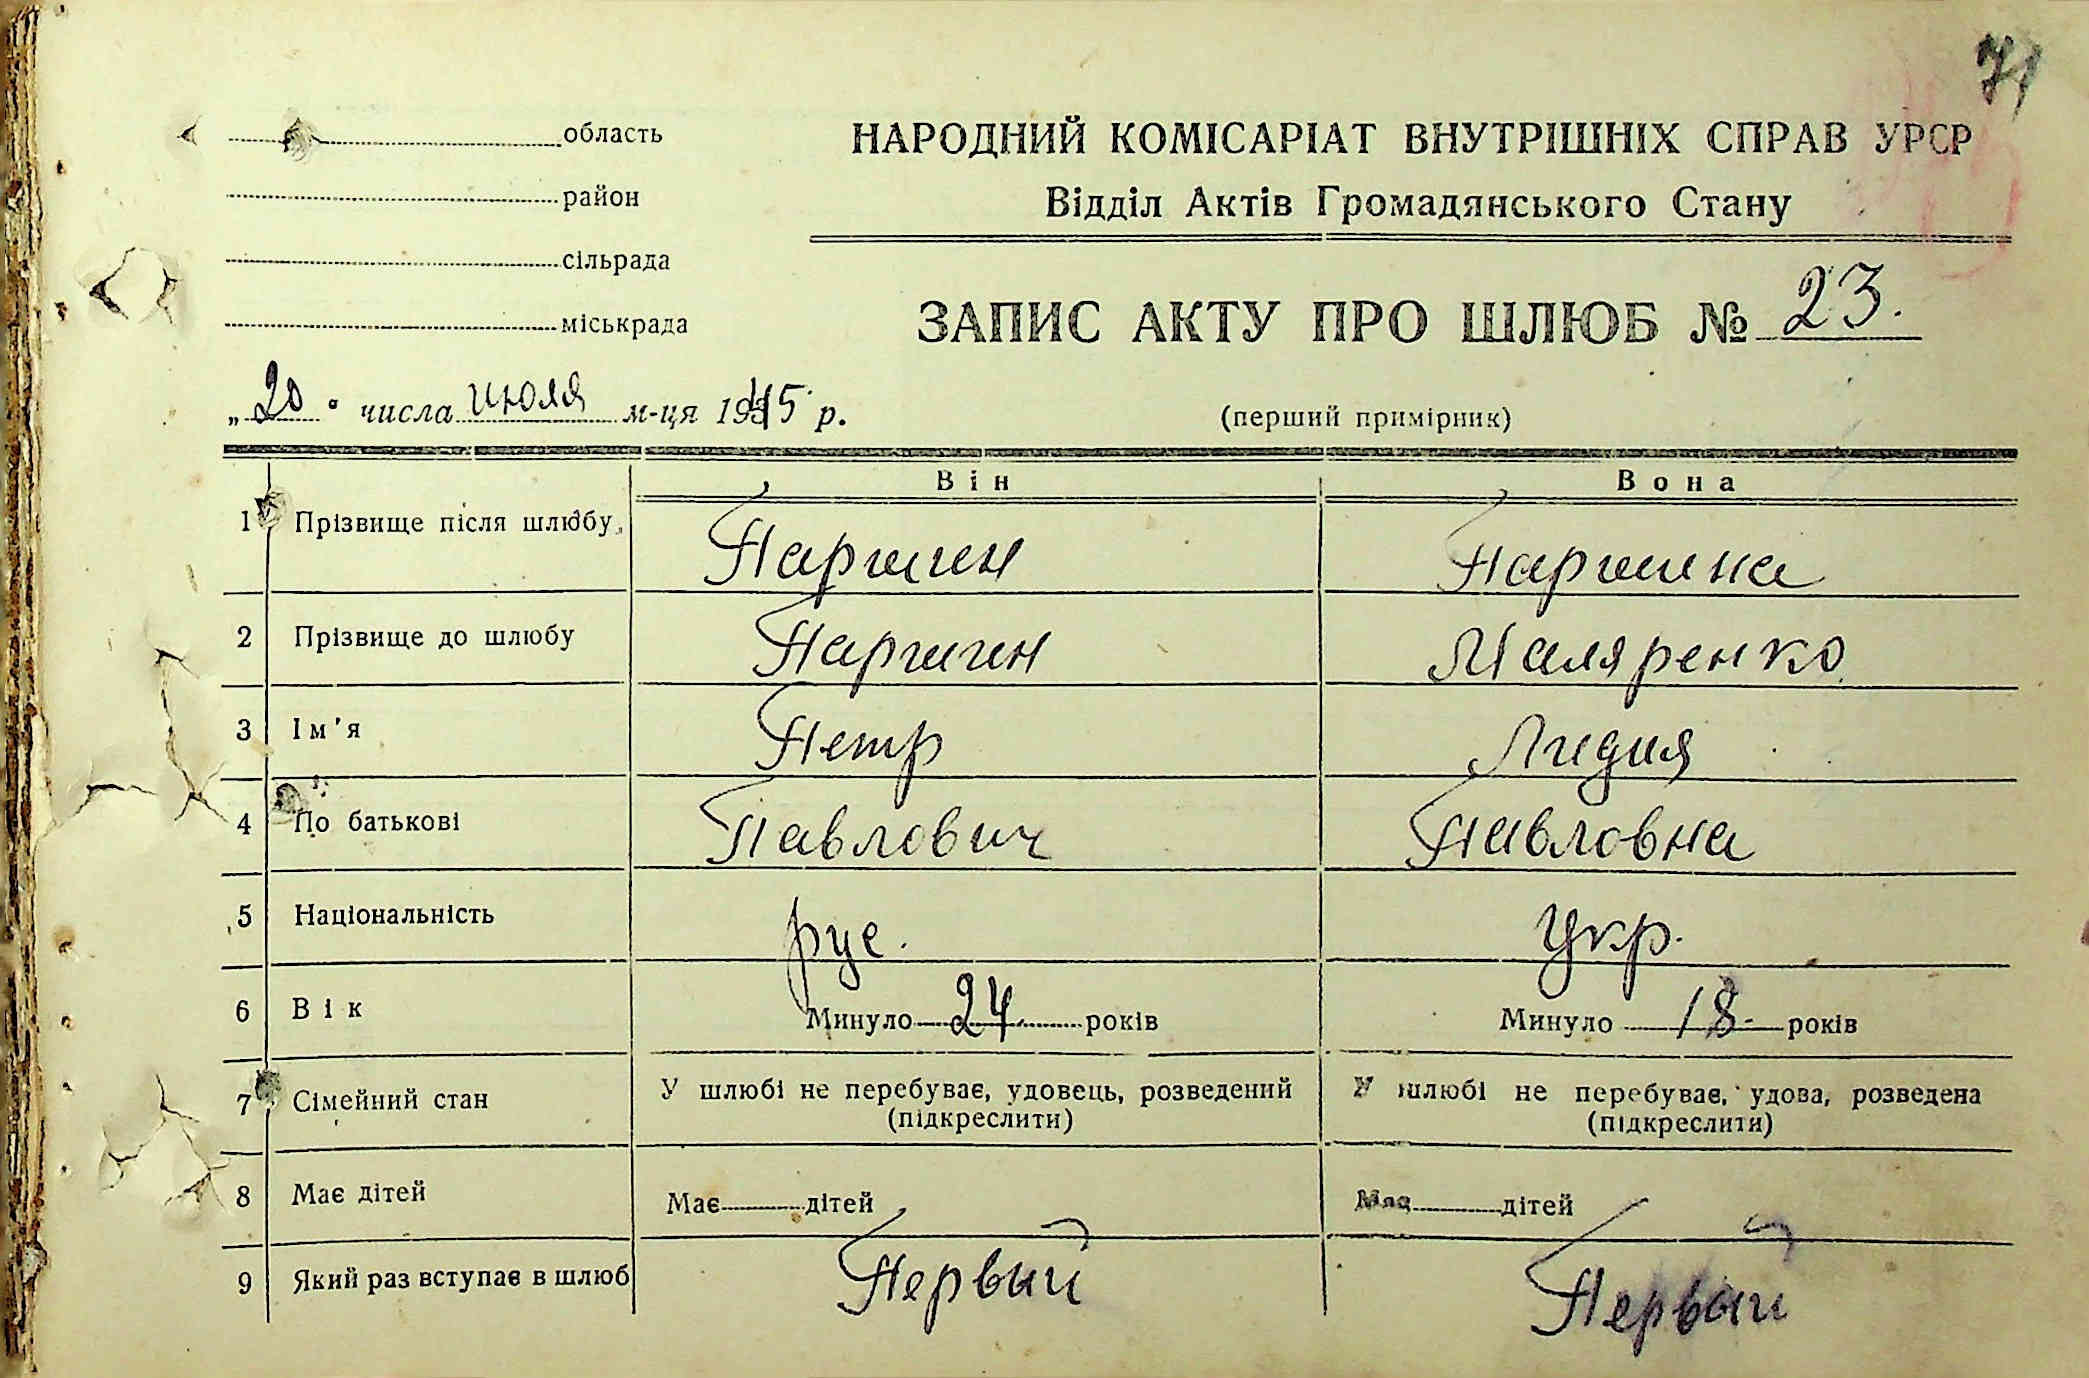 71
область
район
сільрада
міськрада
НАРОДНИЙ КОМІСАРІАТ ВНУТРІШНІХ СПРАВ УРСР
Відділ Актів Громадянського Стану
ЗАПИС АКТУ ПРО ШЛЮБ № 23.
„20" числа июля м-ця 1945 р.
(перший примірник)
Він Вона
1 Прізвище після шлюбу Паршин Паршина
2 Прізвище до шлюбу Паршин Маляренко
3 Ім'я Петр Лидия
4 По батькові Павлович Павловна
5 Національність рус. Укр.
6 Вік Минуло 24 років Минуло 18 років
7 Сімейний стан У шлюбі не перебуває, удовець, розведений У шлюбі не перебуває, удова, розведена
(підкреслити) (підкреслити)
8 Має дітей Має дітей Має дітей
9 Який раз вступає в шлюб Первый Первый